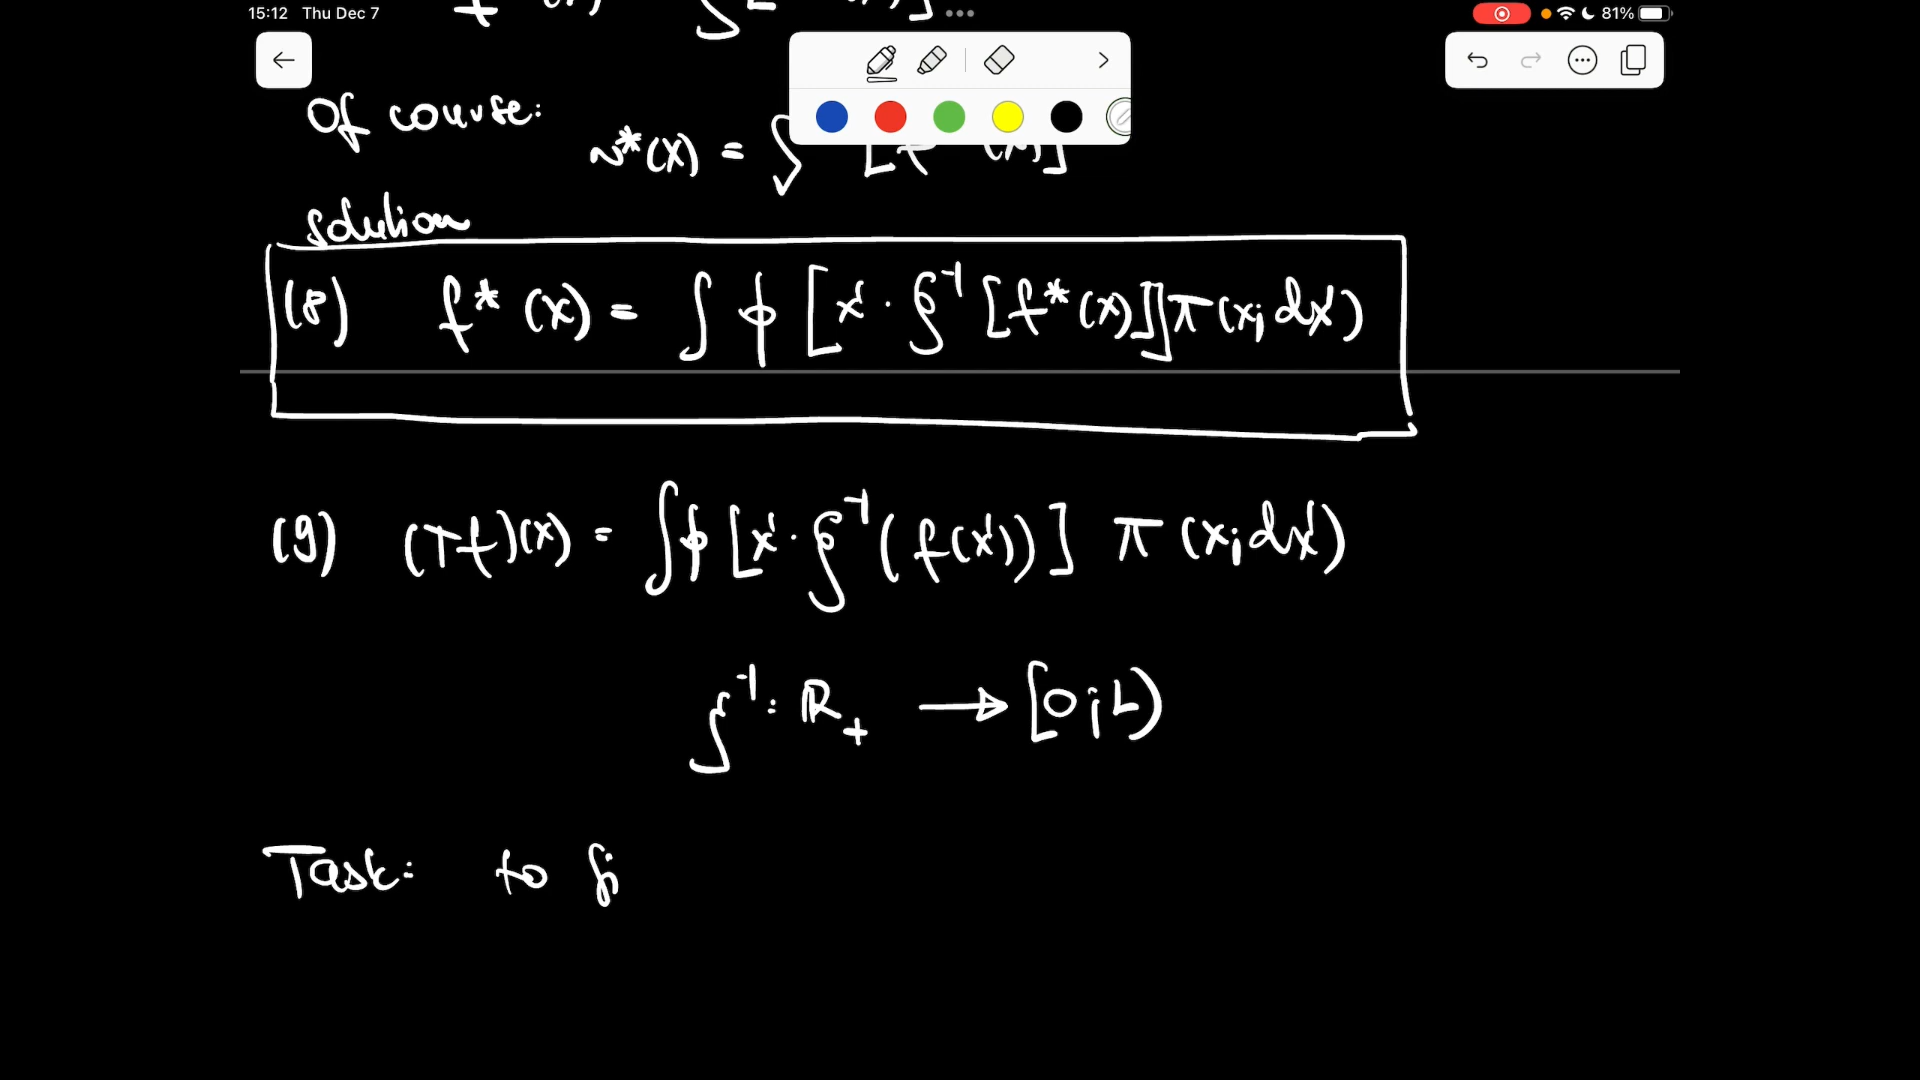 15:12 Thu Dec 7
81%
Of course:
n*(x) = ζ
solution
(8) f* (x) = ∫ ϕ [x' · ζ⁻¹ [f*(x)]] π(x; dx')
(9) (Tf)(x) = ∫ϕ [x' · ζ⁻¹ (f(x'))] π (x; dx')
ζ⁻¹: ℝ₊ → [0; L)
Task: to fi